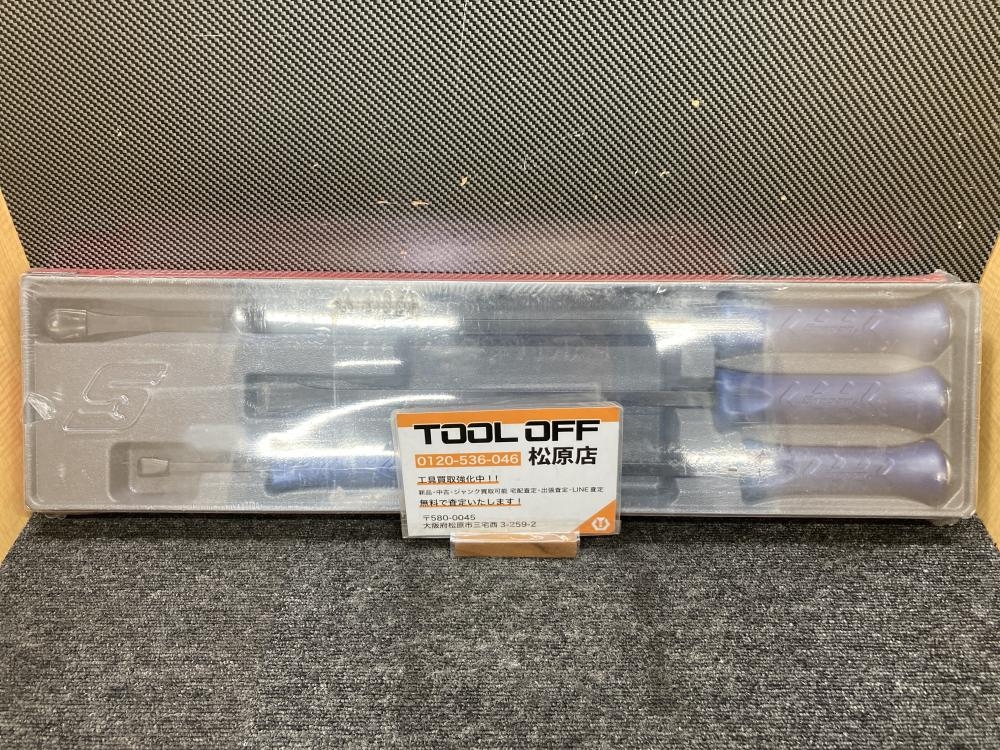 TOOL OFF
0120-536-046 松原店
工具買取強化中！！
新品・中古・ジャンク買取可能 宅配査定・出張査定・LINE査定
無料で査定いたします！
〒580-0045
大阪府松原市三宅西 3-259-2